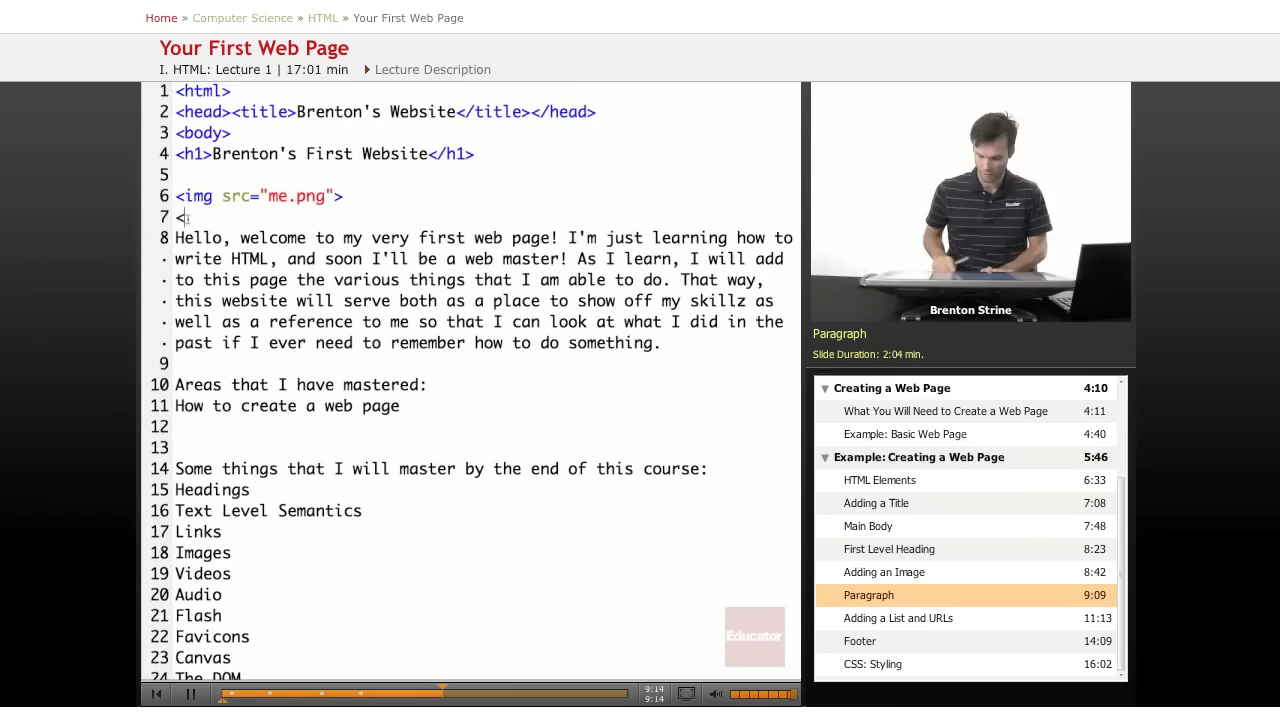 Home » Computer Science » HTML » Your First Web Page
Your First Web Page
I. HTML: Lecture 1 | 17:01 min Lecture Description
1 <html>
2 <head><title>Brenton's Website</title></head>
3 <body>
4 <h1>Brenton's First Website</h1>
5
6 <img src="me.png">
7 <
8 Hello, welcome to my very first web page! I'm just learning how to
· write HTML, and soon I'll be a web master! As I learn, I will add
· to this page the various things that I am able to do. That way,
· this website will serve both as a place to show off my skillz as
· well as a reference to me so that I can look at what I did in the
· past if I ever need to remember how to do something.
9
10 Areas that I have mastered:
11 How to create a web page
12
13
14 Some things that I will master by the end of this course:
15 Headings
16 Text Level Semantics
17 Links
18 Images
19 Videos
20 Audio
21 Flash
22 Favicons
23 Canvas
24 The DOM
Educator
9:14
9:14
Educator
Brenton Strine
Paragraph
Slide Duration: 2:04 min.
Creating a Web Page 4:10
What You Will Need to Create a Web Page 4:11
Example: Basic Web Page 4:40
Example: Creating a Web Page 5:46
HTML Elements 6:33
Adding a Title 7:08
Main Body 7:48
First Level Heading 8:23
Adding an Image 8:42
Paragraph 9:09
Adding a List and URLs 11:13
Footer 14:09
CSS: Styling 16:02